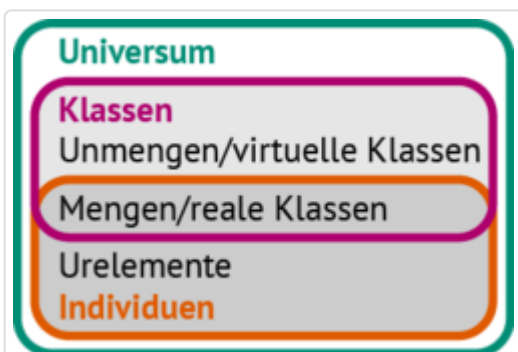 Universum
Klassen
Unmengen/virtuelle Klassen
Mengen/reale Klassen
Urelemente
Individuen